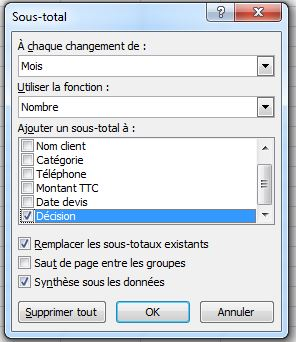 Sous-total
À chaque changement de :
Mois
Utiliser la fonction :
Nombre
Ajouter un sous-total à :
Nom client
Catégorie
Téléphone
Montant TTC
Date devis
Décision
Remplacer les sous-totaux existants
Saut de page entre les groupes
Synthèse sous les données
Supprimer tout
OK
Annuler